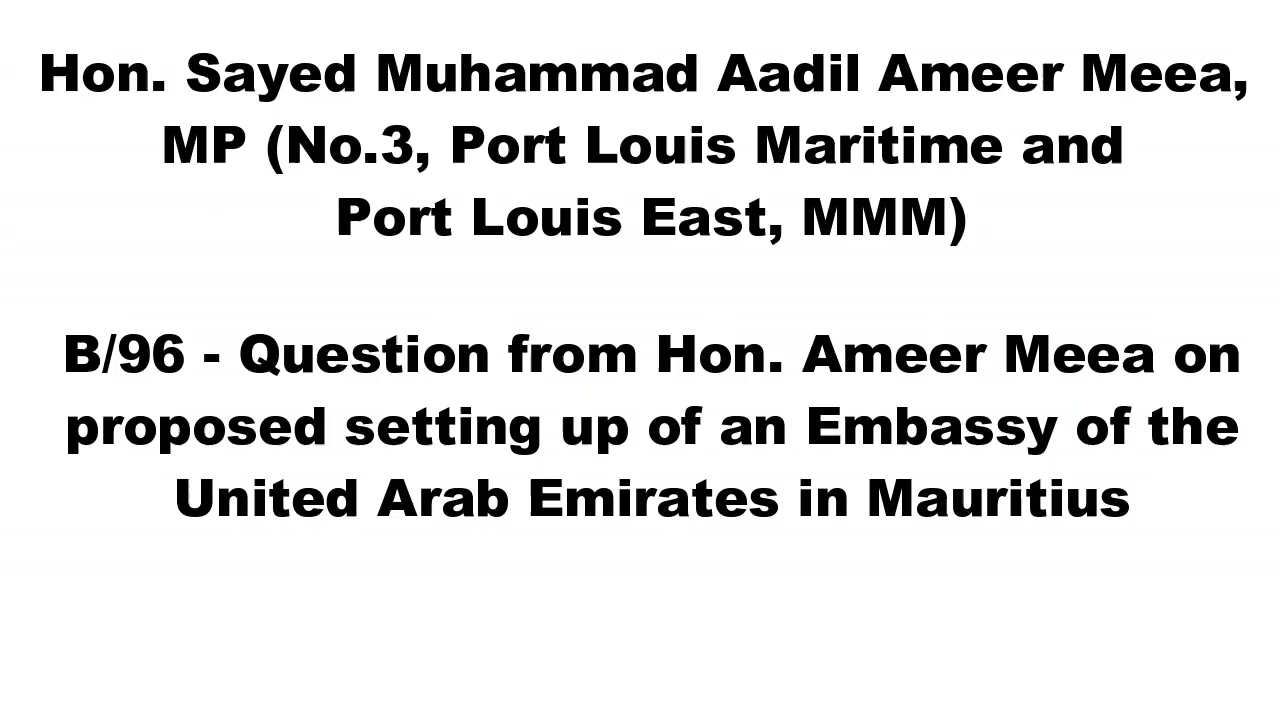 Hon. Sayed Muhammad Aadil Ameer Meea,
MP (No.3, Port Louis Maritime and
Port Louis East, MMM)
B/96 - Question from Hon. Ameer Meea on
proposed setting up of an Embassy of the
United Arab Emirates in Mauritius